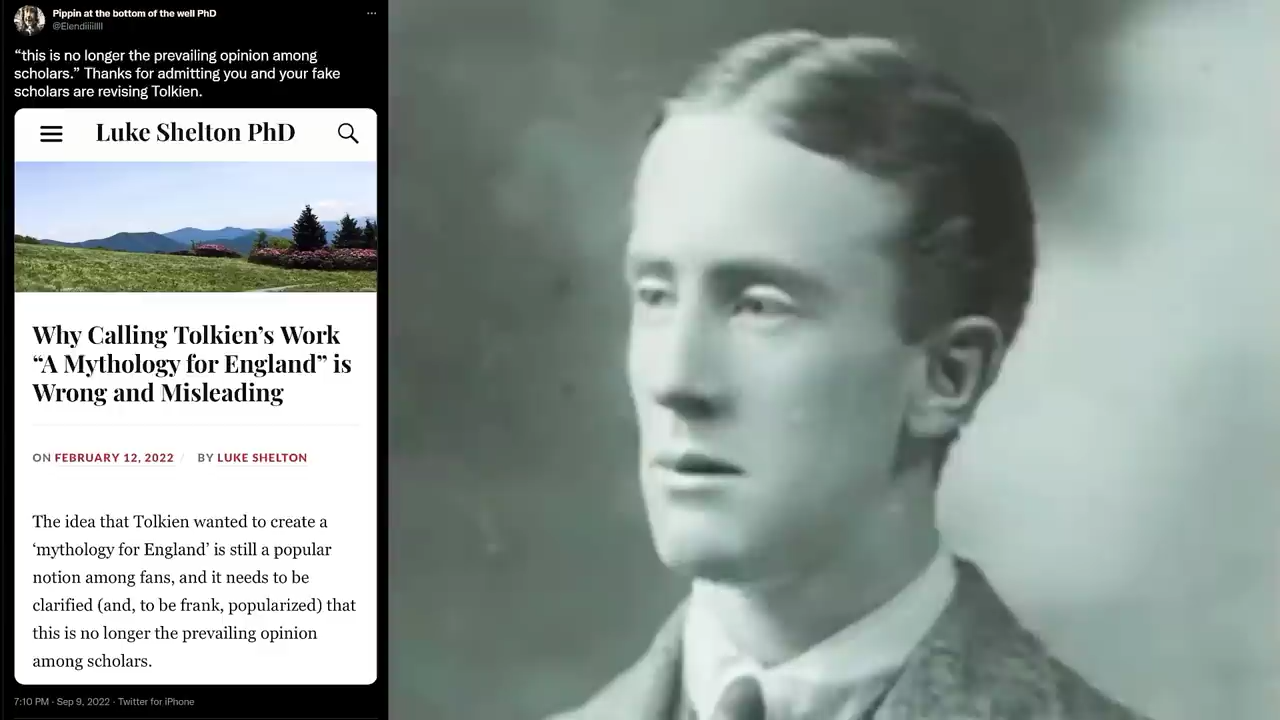 Pippin at the bottom of the well PhD
@Elendiiiillll
“this is no longer the prevailing opinion among
scholars.” Thanks for admitting you and your fake
scholars are revising Tolkien.
Luke Shelton PhD
Why Calling Tolkien’s Work
“A Mythology for England” is
Wrong and Misleading
ON FEBRUARY 12, 2022 / BY LUKE SHELTON
The idea that Tolkien wanted to create a
‘mythology for England’ is still a popular
notion among fans, and it needs to be
clarified (and, to be frank, popularized) that
this is no longer the prevailing opinion
among scholars.
7:10 PM · Sep 9, 2022 · Twitter for iPhone